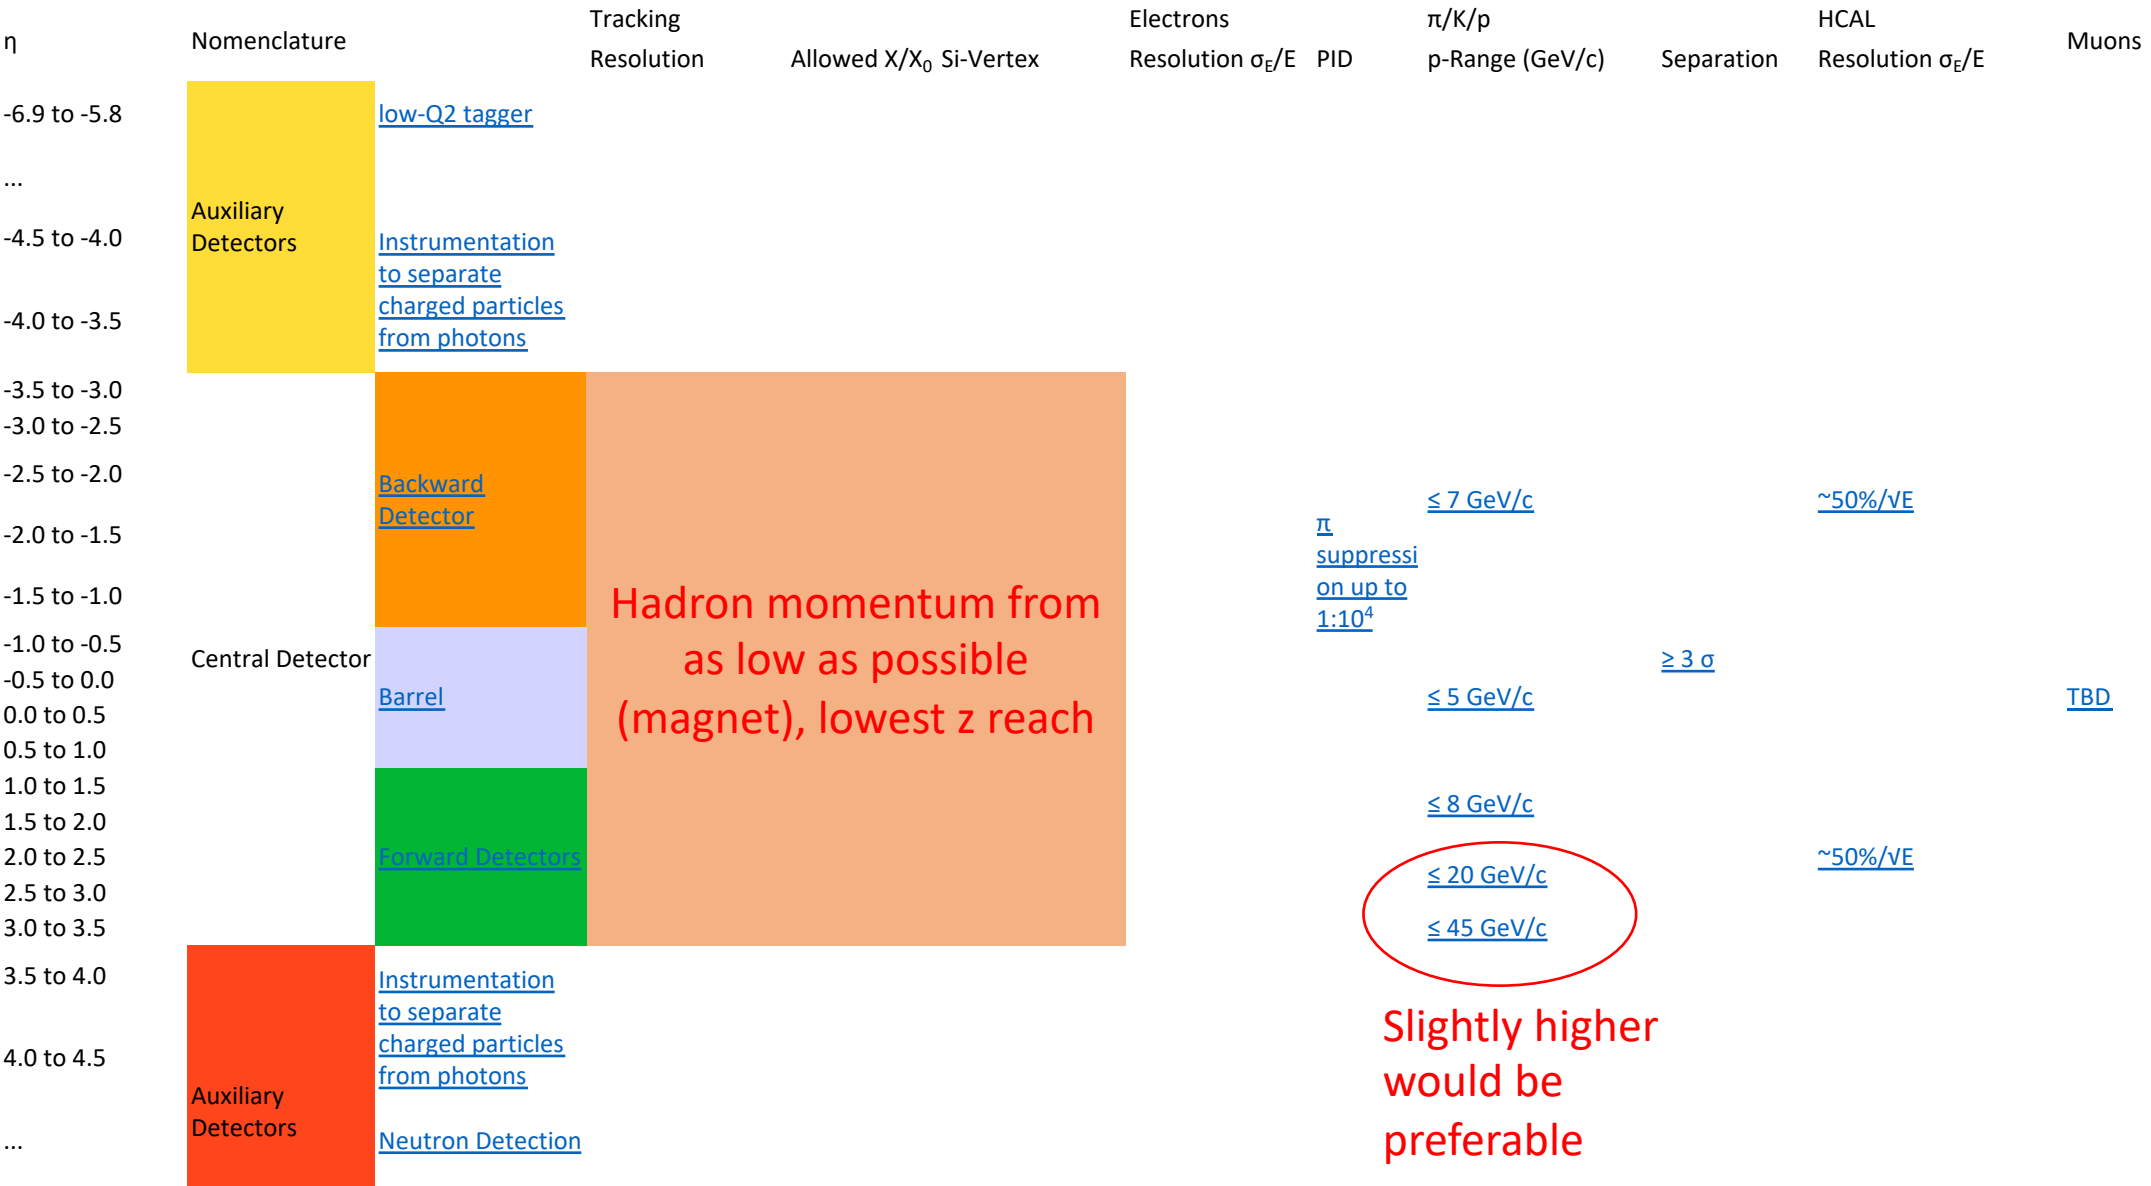 η
Nomenclature
Tracking
Electrons
π/K/p
HCAL
Muons
Resolution
Allowed X/X₀
Si-Vertex
Resolution σ_E/E
PID
p-Range (GeV/c)
Separation
Resolution σ_E/E
-6.9 to -5.8
...
-4.5 to -4.0
-4.0 to -3.5
Auxiliary
Detectors
low-Q2 tagger
Instrumentation
to separate
charged particles
from photons
-3.5 to -3.0
-3.0 to -2.5
-2.5 to -2.0
-2.0 to -1.5
-1.5 to -1.0
-1.0 to -0.5
-0.5 to 0.0
0.0 to 0.5
0.5 to 1.0
1.0 to 1.5
1.5 to 2.0
2.0 to 2.5
2.5 to 3.0
3.0 to 3.5
Central Detector
Backward
Detector
Barrel
Forward Detectors
Hadron momentum from
as low as possible
(magnet), lowest z reach
π
suppressi
on up to
1:10⁴
≤ 7 GeV/c
≤ 5 GeV/c
≤ 8 GeV/c
≤ 20 GeV/c
≤ 45 GeV/c
≥ 3 σ
~50%/√E
~50%/√E
TBD
3.5 to 4.0
4.0 to 4.5
...
Auxiliary
Detectors
Instrumentation
to separate
charged particles
from photons
Neutron Detection
Slightly higher
would be
preferable